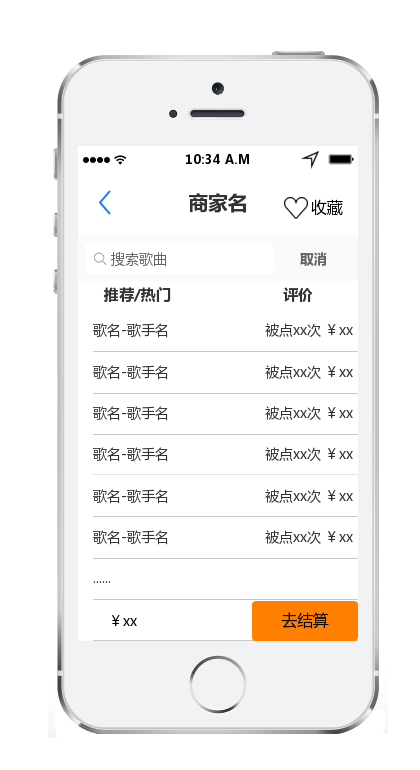 10:34 A.M
商家名 收藏
搜索歌曲 取消
推荐/热门 评价
歌名-歌手名 被点xx次 ￥xx
歌名-歌手名 被点xx次 ￥xx
歌名-歌手名 被点xx次 ￥xx
歌名-歌手名 被点xx次 ￥xx
歌名-歌手名 被点xx次 ￥xx
歌名-歌手名 被点xx次 ￥xx
......
￥xx 去结算